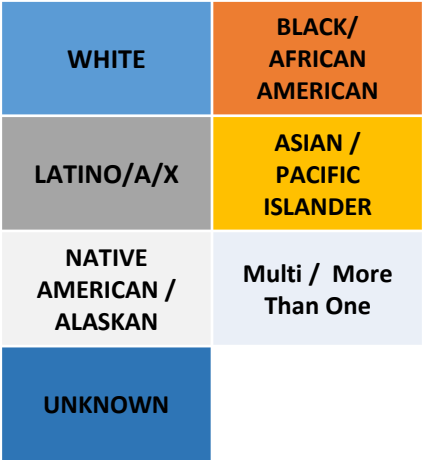 WHITE
BLACK/
AFRICAN
AMERICAN
LATINO/A/X
ASIAN /
PACIFIC
ISLANDER
NATIVE
AMERICAN /
ALASKAN
Multi / More
Than One
UNKNOWN